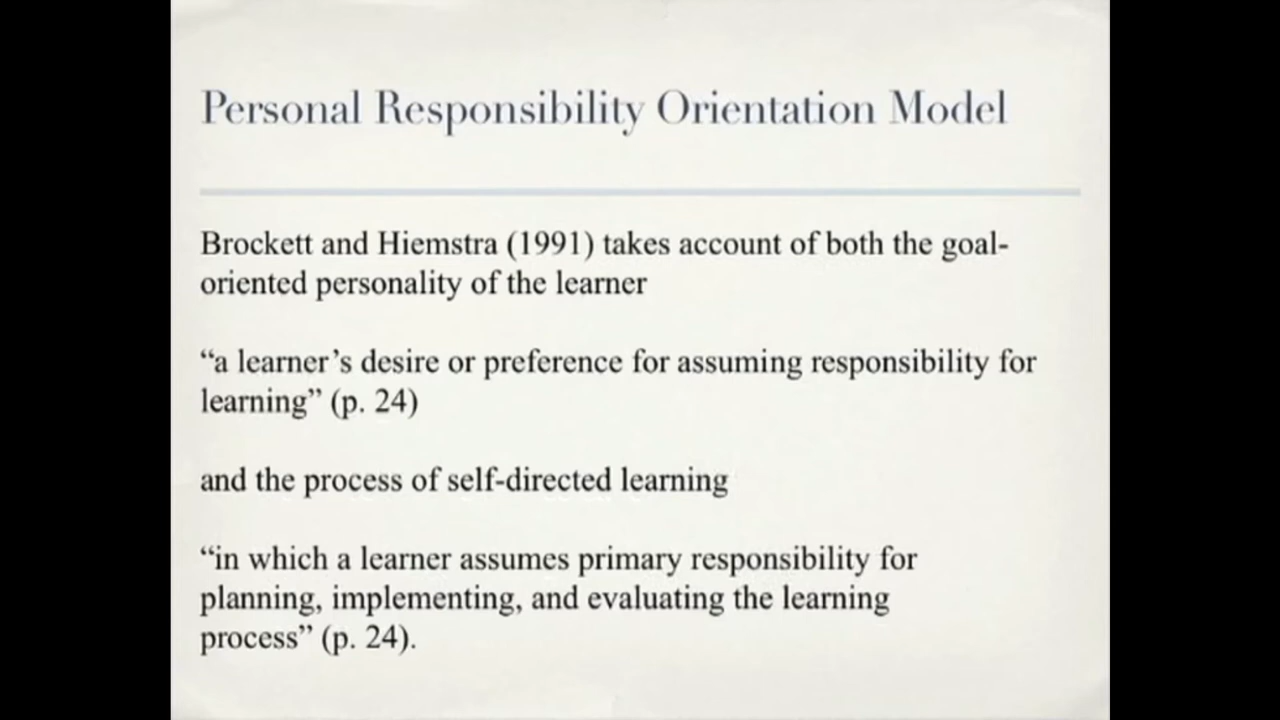 Personal Responsibility Orientation Model
Brockett and Hiemstra (1991) takes account of both the goal-
oriented personality of the learner
“a learner’s desire or preference for assuming responsibility for
learning” (p. 24)
and the process of self-directed learning
“in which a learner assumes primary responsibility for
planning, implementing, and evaluating the learning
process” (p. 24).